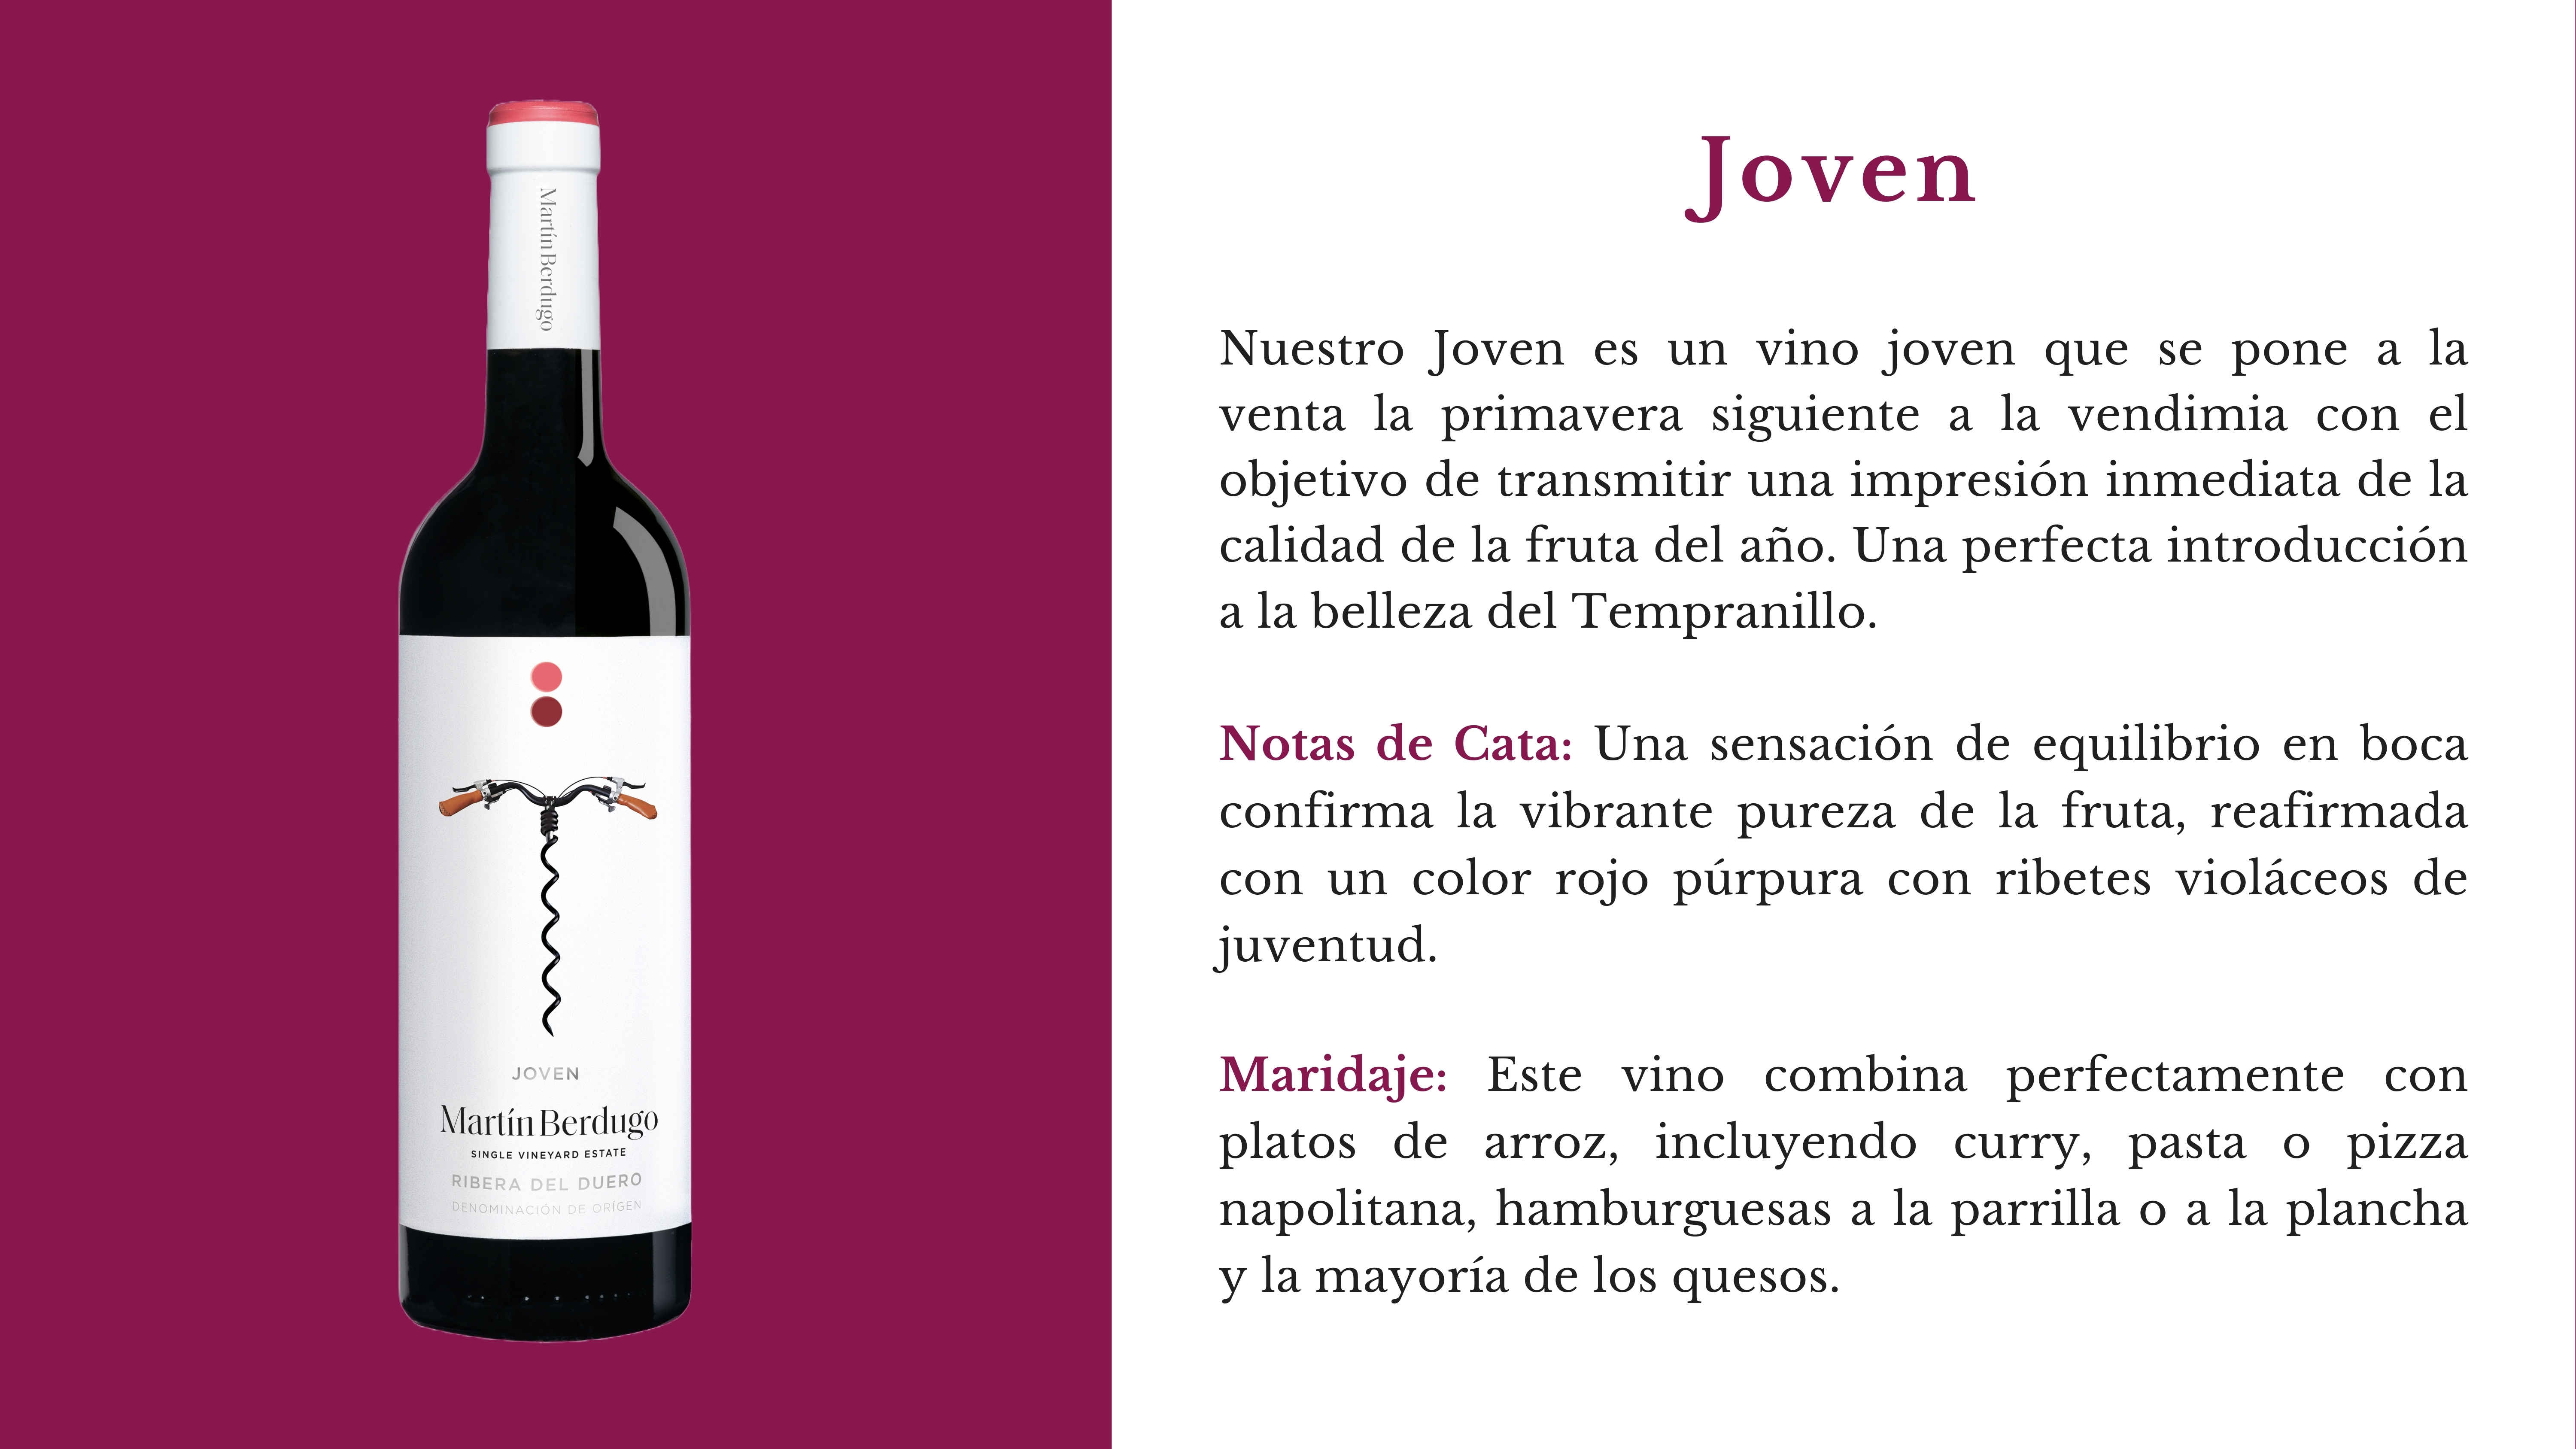 Martín Berdugo
JOVEN
Martín Berdugo
SINGLE VINEYARD ESTATE
RIBERA DEL DUERO
DENOMINACIÓN DE ORÍGEN
Joven
Nuestro Joven es un vino joven que se pone a la
venta la primavera siguiente a la vendimia con el
objetivo de transmitir una impresión inmediata de la
calidad de la fruta del año. Una perfecta introducción
a la belleza del Tempranillo.
Notas de Cata: Una sensación de equilibrio en boca
confirma la vibrante pureza de la fruta, reafirmada
con un color rojo púrpura con ribetes violáceos de
juventud.
Maridaje: Este vino combina perfectamente con
platos de arroz, incluyendo curry, pasta o pizza
napolitana, hamburguesas a la parrilla o a la plancha
y la mayoría de los quesos.